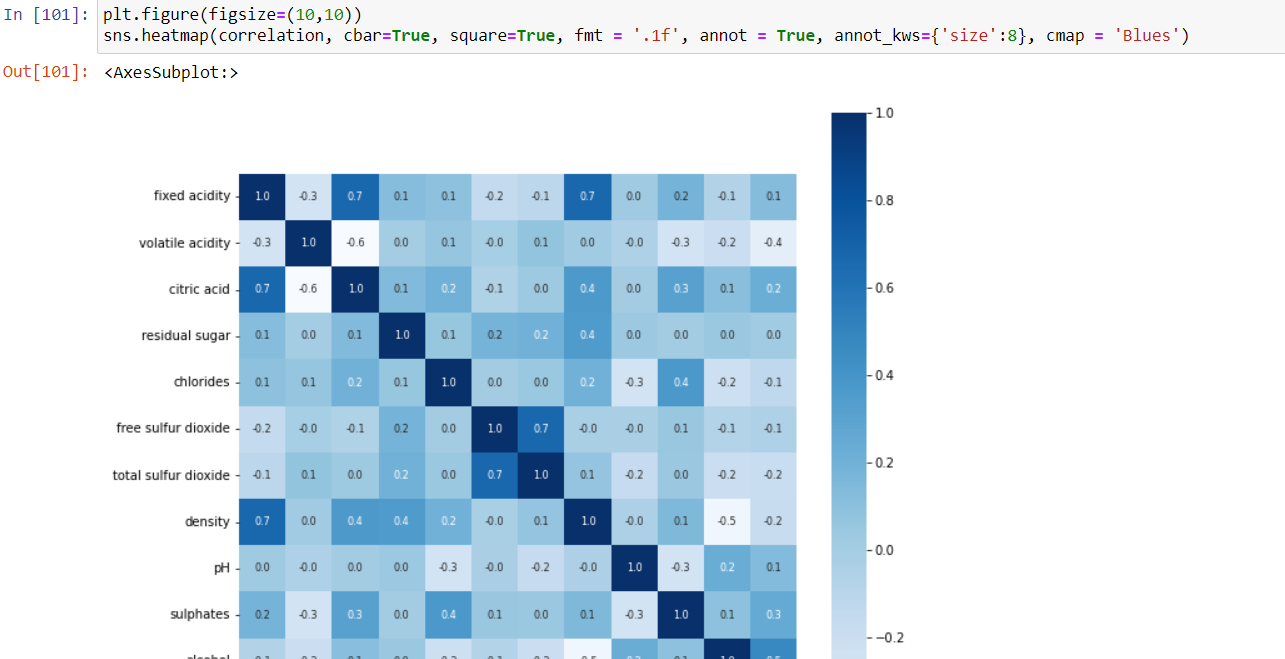 In [101]: plt.figure(figsize=(10,10))
sns.heatmap(correlation, cbar=True, square=True, fmt = '.1f', annot = True, annot_kws={'size':8}, cmap = 'Blues')
Out[101]: <AxesSubplot:>
1.0
fixed acidity 1.0 -0.3 0.7 0.1 0.1 -0.2 -0.1 0.7 0.0 0.2 -0.1 0.1
0.8
volatile acidity -0.3 1.0 -0.6 0.0 0.1 -0.0 0.1 0.0 -0.0 -0.3 -0.2 -0.4
citric acid 0.7 -0.6 1.0 0.1 0.2 -0.1 0.0 0.4 0.0 0.3 0.1 0.2
0.6
residual sugar 0.1 0.0 0.1 1.0 0.1 0.2 0.2 0.4 0.0 0.0 0.0 0.0
chlorides 0.1 0.1 0.2 0.1 1.0 0.0 0.0 0.2 -0.3 0.4 -0.2 -0.1
0.4
free sulfur dioxide -0.2 -0.0 -0.1 0.2 0.0 1.0 0.7 -0.0 -0.0 0.1 -0.1 -0.1
0.2
total sulfur dioxide -0.1 0.1 0.0 0.2 0.0 0.7 1.0 0.1 -0.2 0.0 -0.2 -0.2
density 0.7 0.0 0.4 0.4 0.2 -0.0 0.1 1.0 -0.0 0.1 -0.5 -0.2
0.0
pH 0.0 -0.0 0.0 0.0 -0.3 -0.0 -0.2 -0.0 1.0 -0.3 0.2 0.1
sulphates 0.2 -0.3 0.3 0.0 0.4 0.1 0.0 0.1 -0.3 1.0 0.1 0.3
-0.2